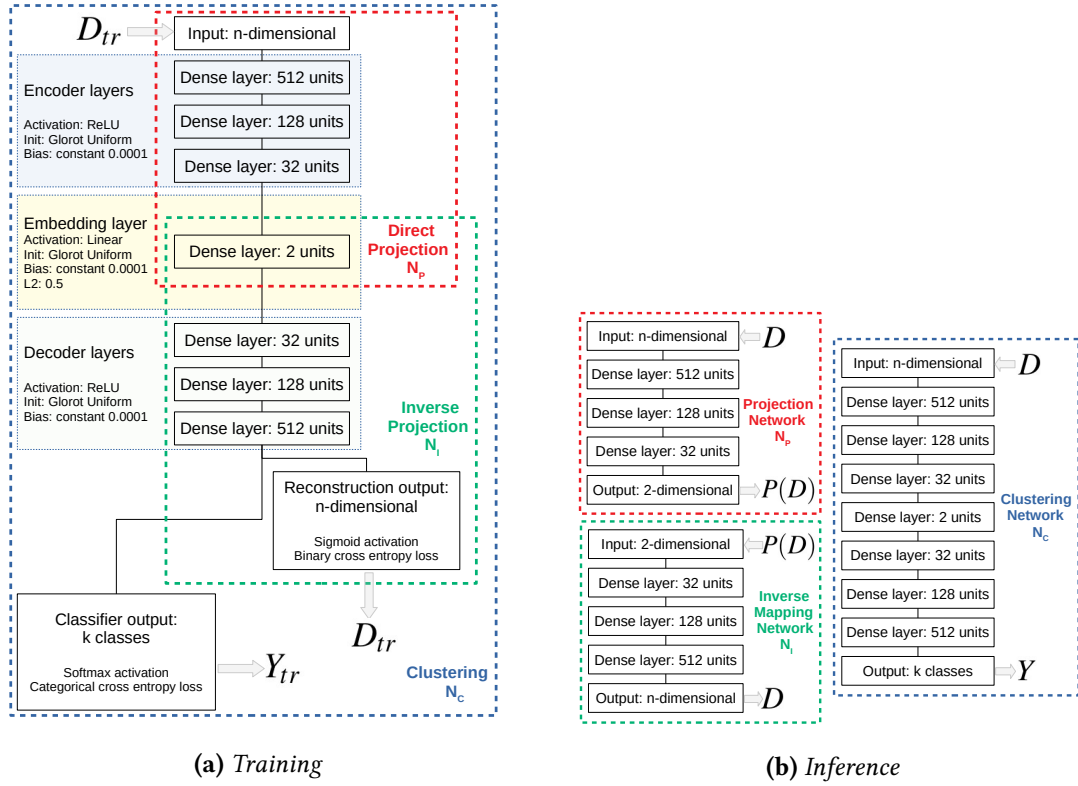 D_tr
Input: n-dimensional
Encoder layers
Activation: ReLU
Init: Glorot Uniform
Bias: constant 0.0001
Dense layer: 512 units
Dense layer: 128 units
Dense layer: 32 units
Embedding layer
Activation: Linear
Init: Glorot Uniform
Bias: constant 0.0001
L2: 0.5
Dense layer: 2 units
Direct
Projection
N_P
Decoder layers
Activation: ReLU
Init: Glorot Uniform
Bias: constant 0.0001
Dense layer: 32 units
Dense layer: 128 units
Dense layer: 512 units
Inverse
Projection
N_I
Reconstruction output:
n-dimensional
Sigmoid activation
Binary cross entropy loss
D_tr
Classifier output:
k classes
Softmax activation
Categorical cross entropy loss
Y_tr
Clustering
N_C
(a) Training
Input: n-dimensional
D
Dense layer: 512 units
Dense layer: 128 units
Dense layer: 32 units
Output: 2-dimensional
P(D)
Projection
Network
N_P
Input: 2-dimensional
P(D)
Dense layer: 32 units
Dense layer: 128 units
Dense layer: 512 units
Output: n-dimensional
D
Inverse
Mapping
Network
N_I
Input: n-dimensional
D
Dense layer: 512 units
Dense layer: 128 units
Dense layer: 32 units
Dense layer: 2 units
Dense layer: 32 units
Dense layer: 128 units
Dense layer: 512 units
Output: k classes
Y
Clustering
Network
N_C
(b) Inference